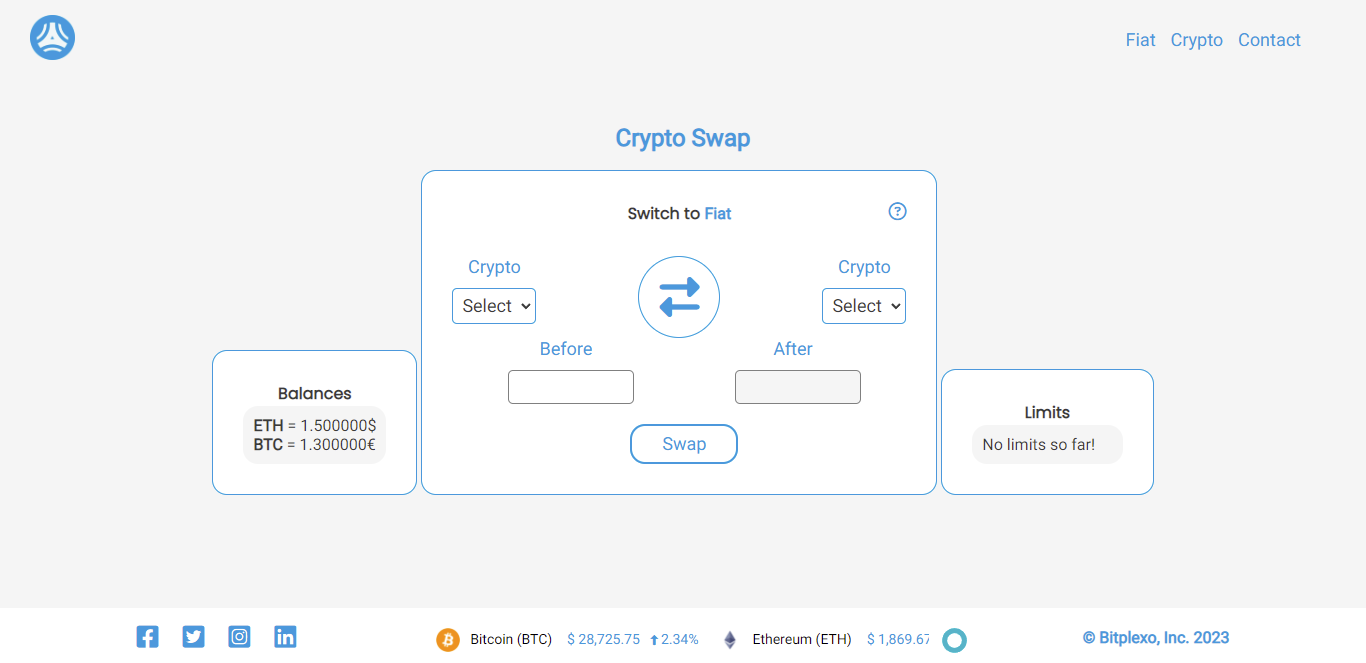 Fiat Crypto Contact
Crypto Swap
Switch to Fiat
Crypto
Crypto
Select
Select
Before
After
Swap
Balances
ETH = 1.500000$
BTC = 1.300000€
Limits
No limits so far!
Bitcoin (BTC) $ 28,725.75 2.34% Ethereum (ETH) $ 1,869.67
© Bitplexo, Inc. 2023